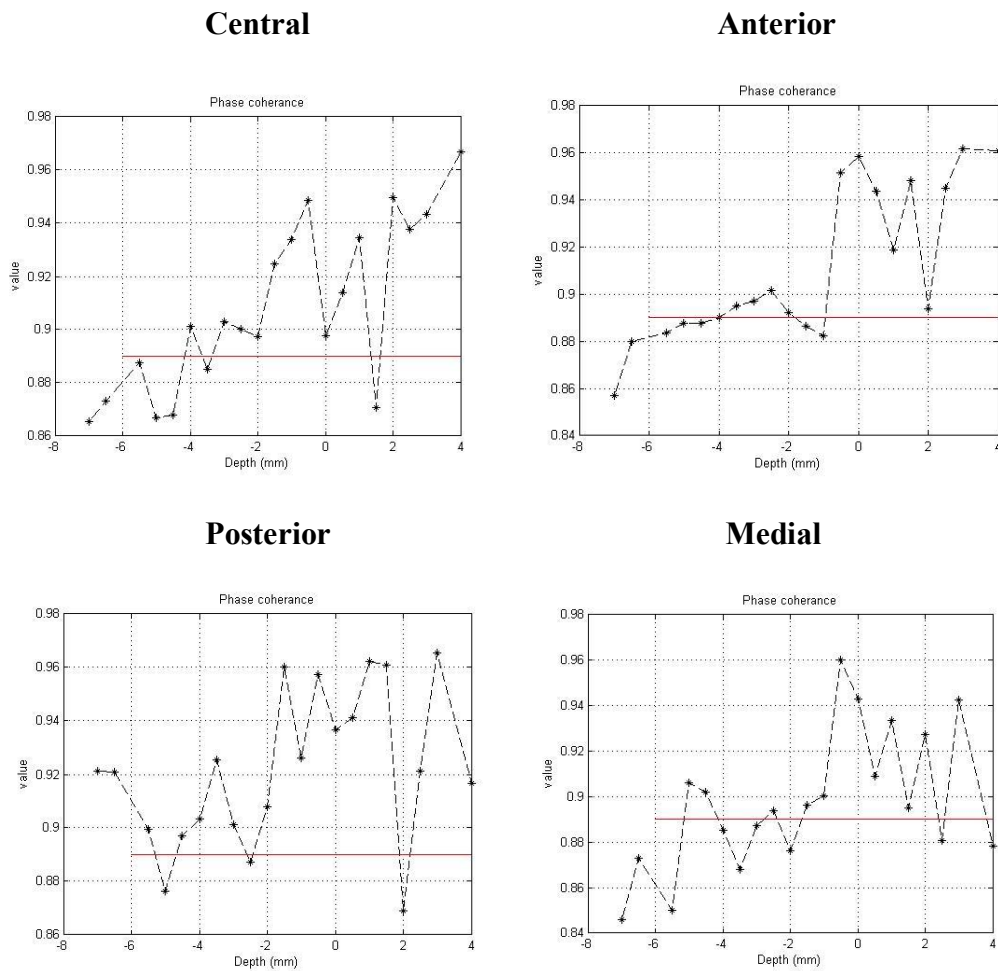 Central
Phase coherance
0.98
0.96
0.94
0.92
0.9
0.88
0.86
value
-8 -6 -4 -2 0 2 4
Depth (mm)
Anterior
Phase coherance
0.98
0.96
0.94
0.92
0.9
0.88
0.86
0.84
value
-8 -6 -4 -2 0 2 4
Depth (mm)
Posterior
Phase coherance
0.98
0.96
0.94
0.92
0.9
0.88
0.86
value
-8 -6 -4 -2 0 2 4
Depth (mm)
Medial
Phase coherance
0.98
0.96
0.94
0.92
0.9
0.88
0.86
0.84
value
-8 -6 -4 -2 0 2 4
Depth (mm)